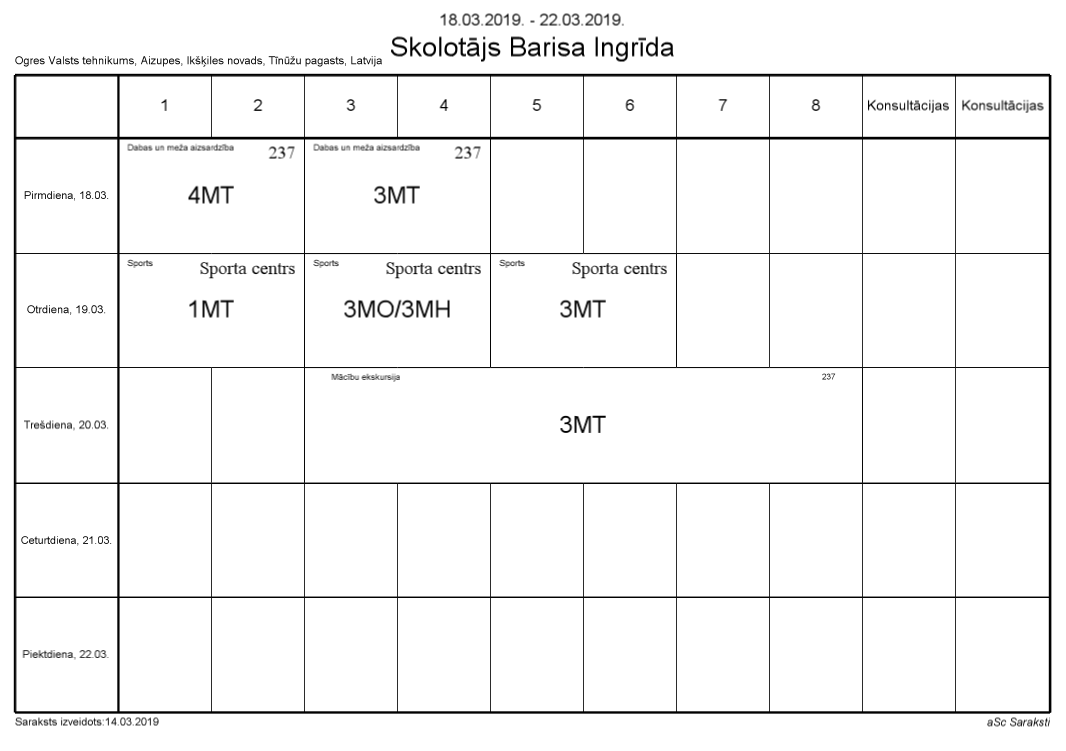 18.03.2019. - 22.03.2019.
Skolotājs Barisa Ingrīda
Ogres Valsts tehnikums, Aizupes, Ikšķiles novads, Tīnūžu pagasts, Latvija
1 2 3 4 5 6 7 8 Konsultācijas Konsultācijas
Pirmdiena, 18.03.
Dabas un meža aizsardzība 237
4MT
Dabas un meža aizsardzība 237
3MT
Otrdiena, 19.03.
Sports Sporta centrs
1MT
Sports Sporta centrs
3MO/3MH
Sports Sporta centrs
3MT
Trešdiena, 20.03.
Mācību ekskursija 237
3MT
Ceturtdiena, 21.03.
Piektdiena, 22.03.
Saraksts izveidots:14.03.2019
aSc Saraksti